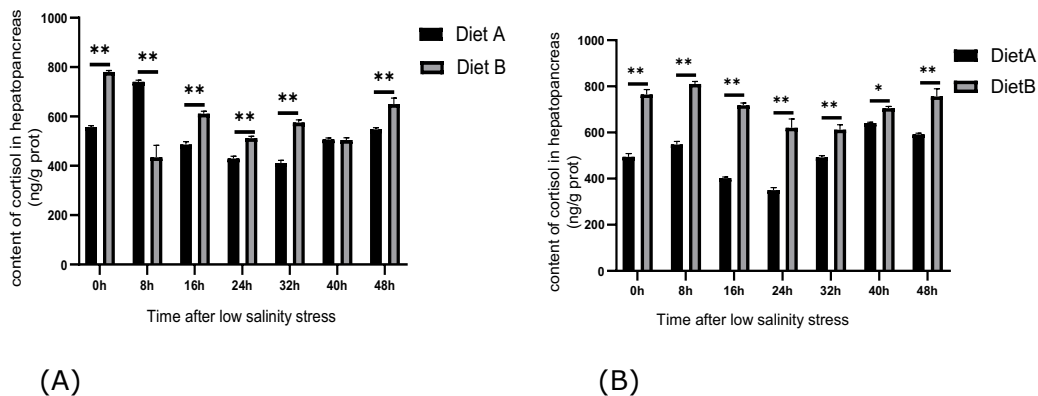 content of cortisol in hepatopancreas
(ng/g prot)
1000
800
600
400
200
0
** ** ** ** ** **
0h 8h 16h 24h 32h 40h 48h
Time after low salinity stress
Diet A
Diet B
(A)
content of cortisol in hepatopancreas
(ng/g prot)
1000
800
600
400
200
0
** ** ** ** ** * **
0h 8h 16h 24h 32h 40h 48h
Time after low salinity stress
DietA
DietB
(B)